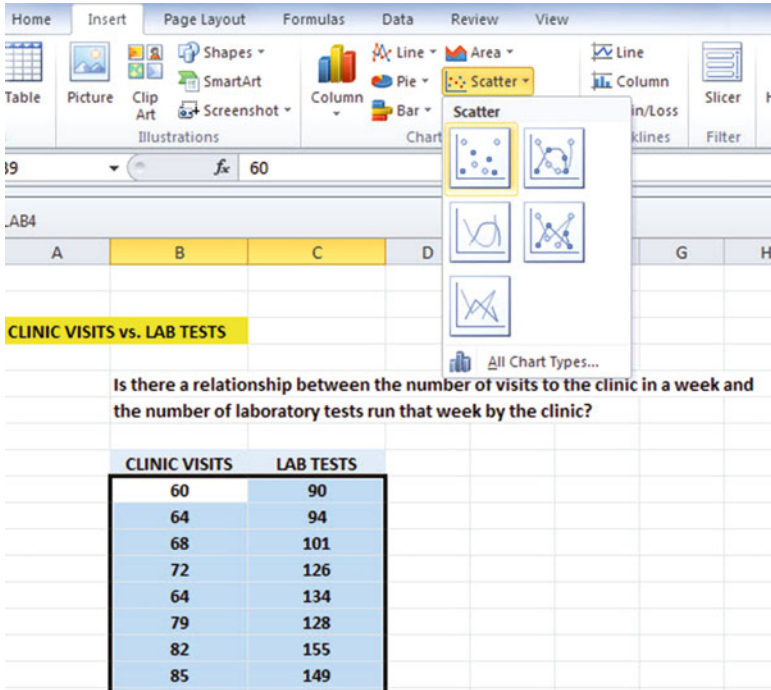 Home Insert Page Layout Formulas Data Review View
Shapes Line Area Line
SmartArt Pie Scatter Column
Table Picture Clip Art Screenshot Column Bar in/Loss Slicer
Illustrations Chart klines Filter
Scatter
All Chart Types...
39 fx 60
LAB4
A B C D G H
CLINIC VISITS vs. LAB TESTS
Is there a relationship between the number of visits to the clinic in a week and
the number of laboratory tests run that week by the clinic?
CLINIC VISITS LAB TESTS
60 90
64 94
68 101
72 126
64 134
79 128
82 155
85 149